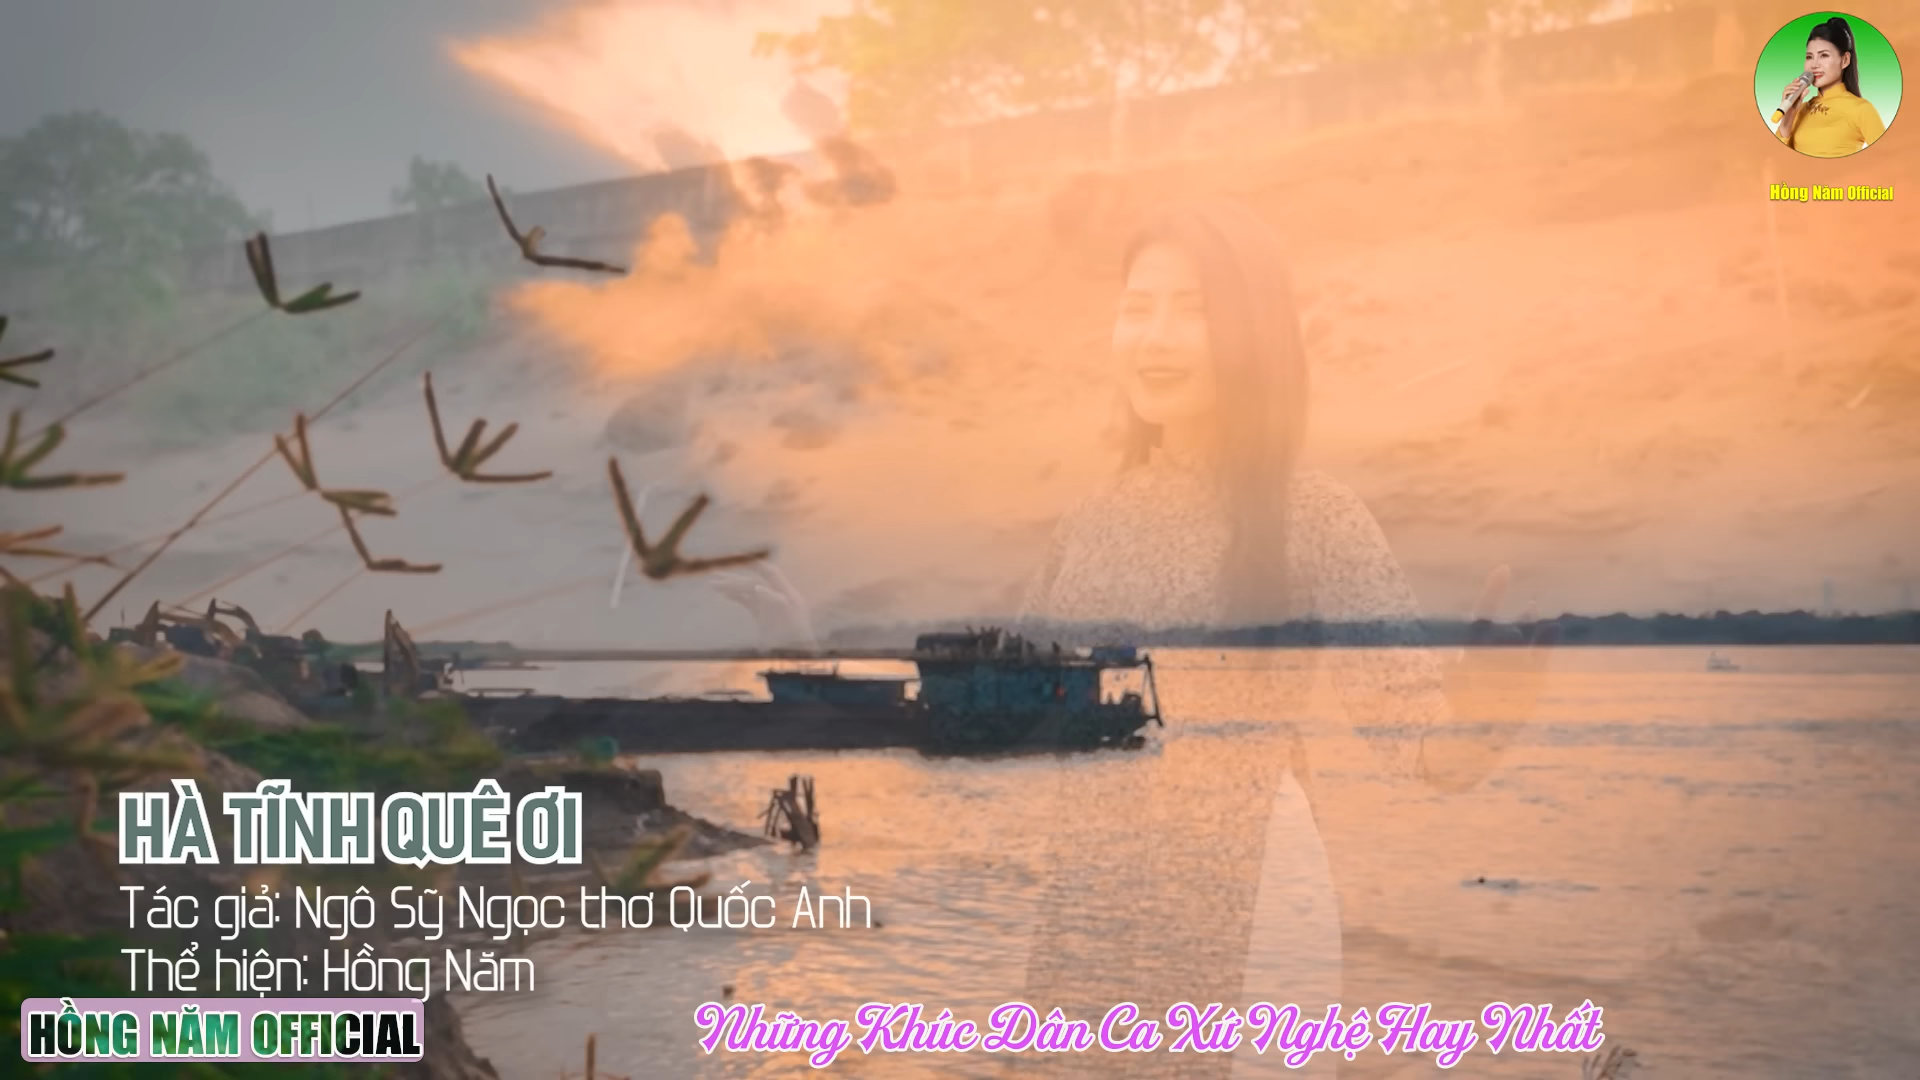 Hồng Năm Official
HÀ TĨNH QUÊ ƠI
Tác giả: Ngô Sỹ Ngọc thơ Quốc Anh
Thể hiện: Hồng Năm
HỒNG NĂM OFFICIAL
Những Khúc Dân Ca Xứ Nghệ Hay Nhất